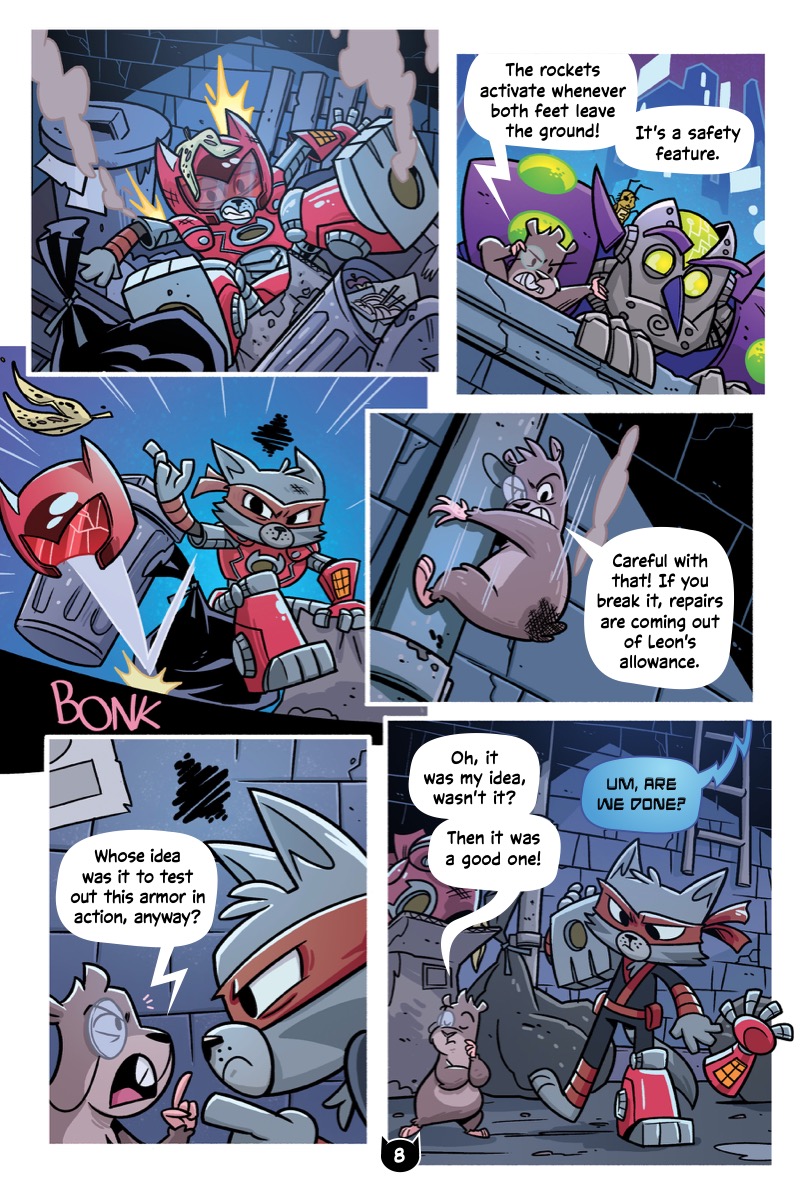 The rockets
activate whenever
both feet leave
the ground!
It's a safety
feature.
BONK
Careful with
that! If you
break it, repairs
are coming out
of Leon's
allowance.
Whose idea
was it to test
out this armor in
action, anyway?
Oh, it
was my idea,
wasn't it?
Then it was
a good one!
UM, ARE
WE DONE?
8